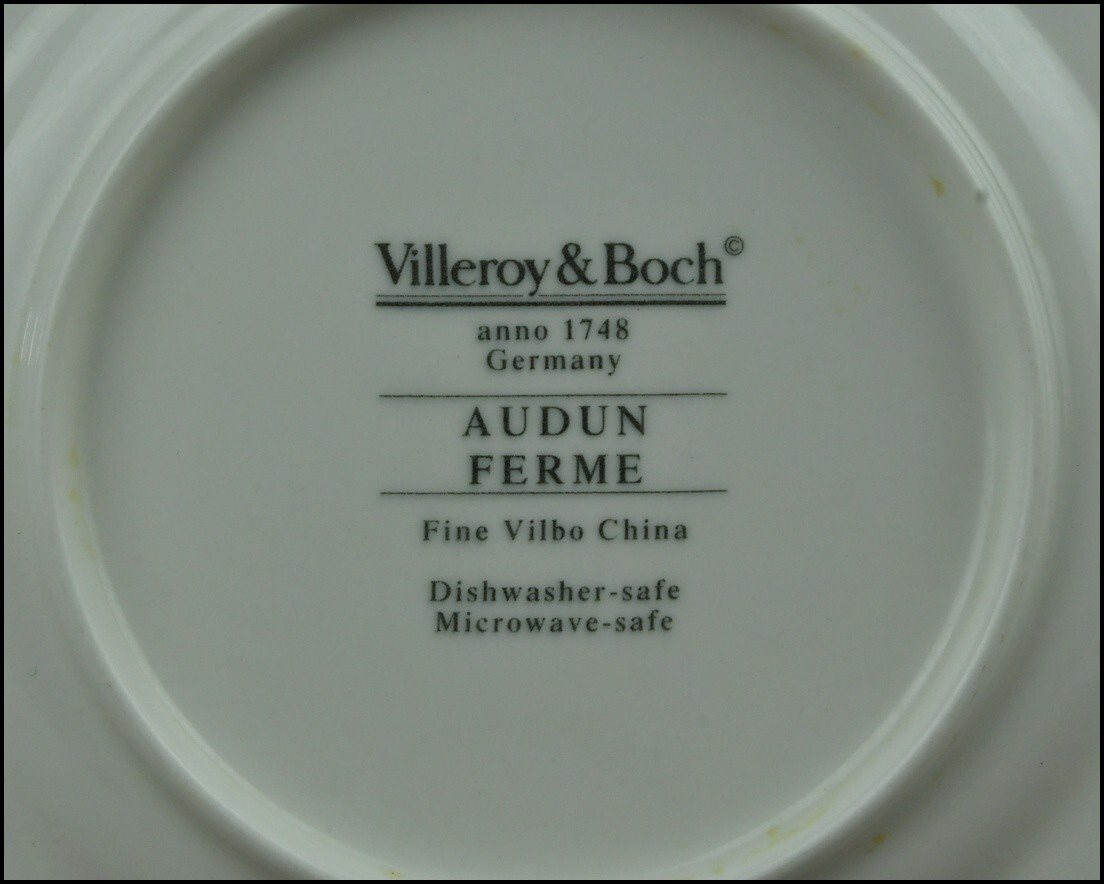 Villeroy & Boch©
anno 1748
Germany
AUDUN
FERME
Fine Vilbo China
Dishwasher-safe
Microwave-safe